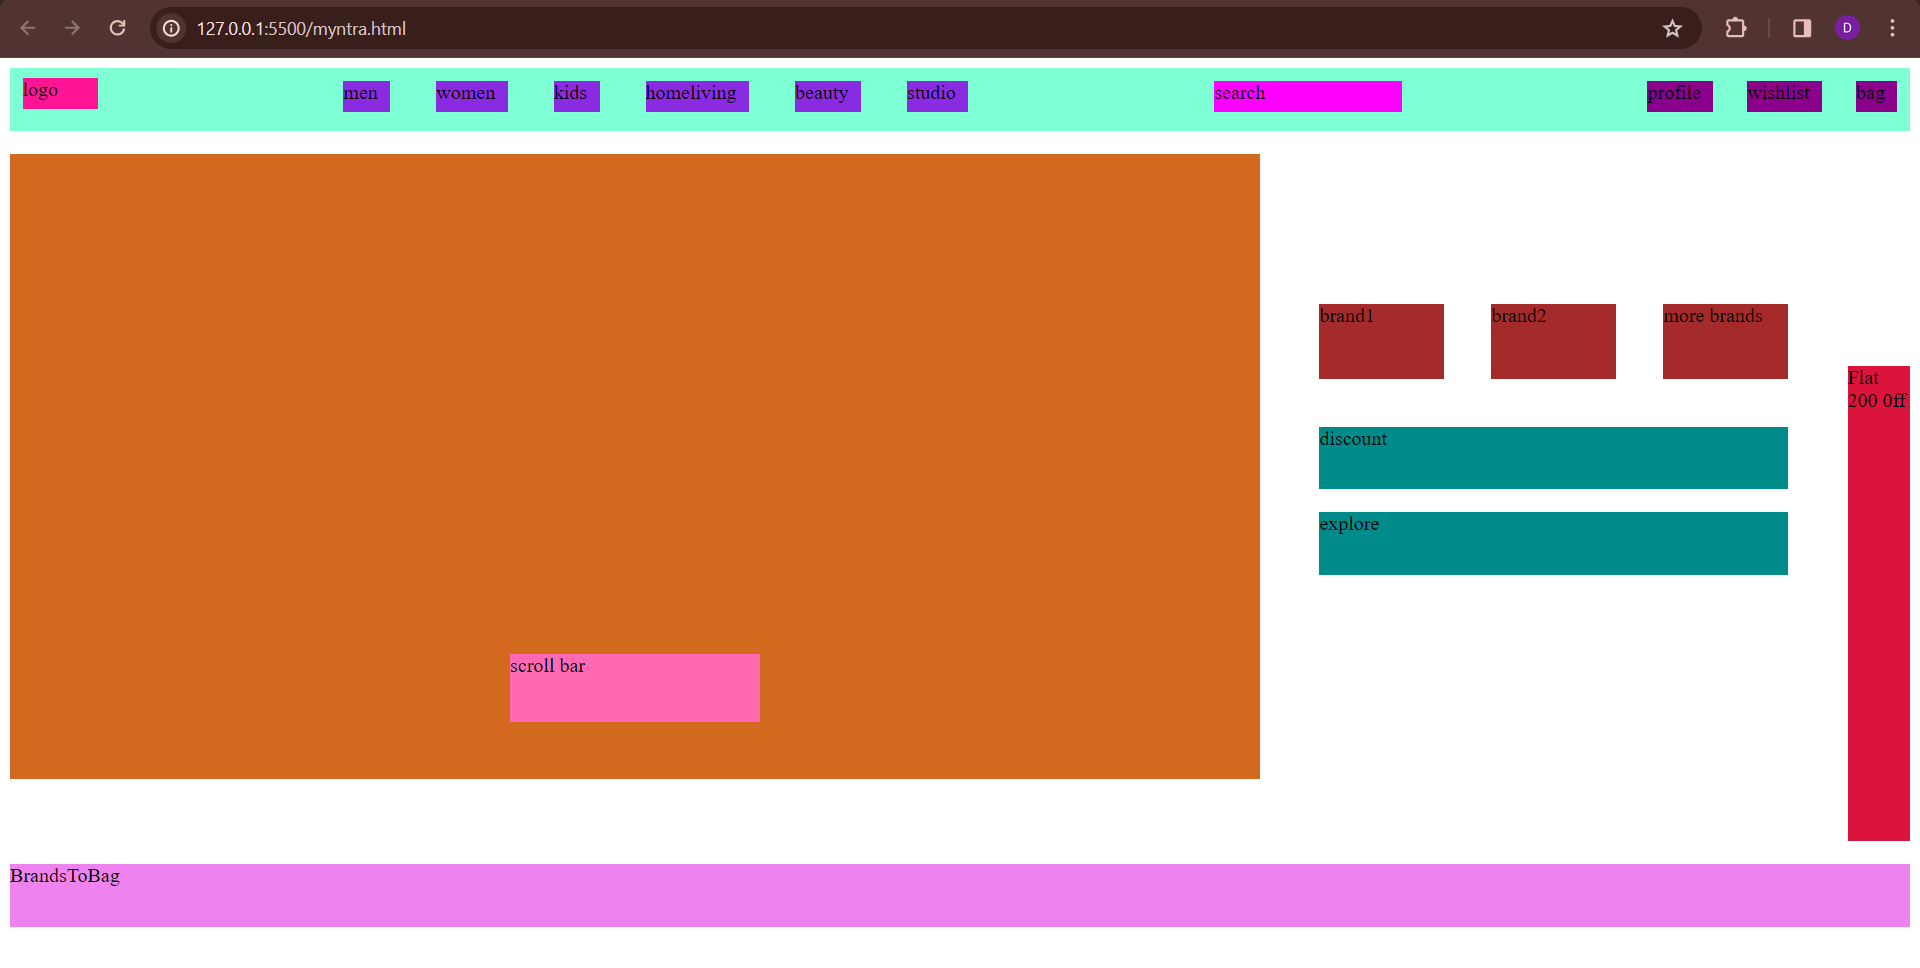 127.0.0.1:5500/myntra.html
D
logo
men women kids homeliving beauty studio search profile wishlist bag
brand1 brand2 more brands
Flat
200 0ff
discount
explore
scroll bar
BrandsToBag